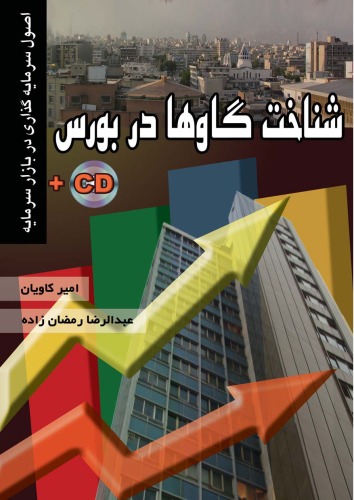 اصول سرمایه گذاری در بازار سرمایه
شناخت گاوها در بورس
+ CD
امیر کاویان
عبدالرضا رمضان زاده